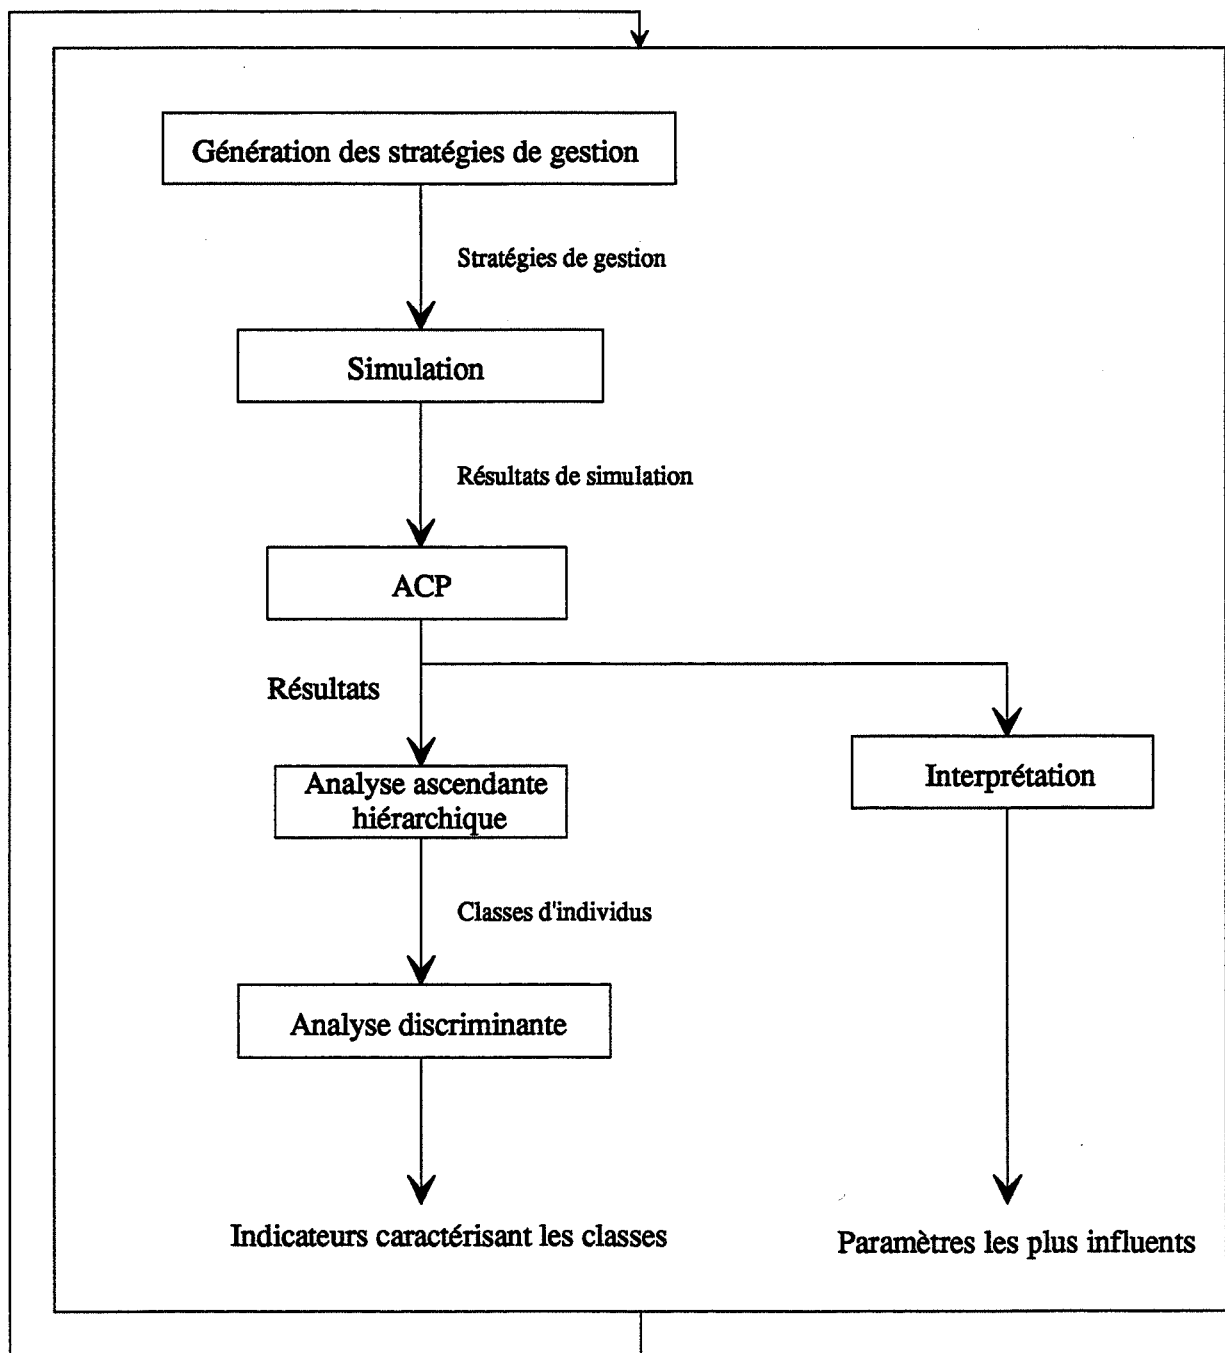 Génération des stratégies de gestion
Stratégies de gestion
Simulation
Résultats de simulation
ACP
Résultats
Interprétation
Analyse ascendante
hiérarchique
Classes d'individus
Analyse discriminante
Indicateurs caractérisant les classes
Paramètres les plus influents